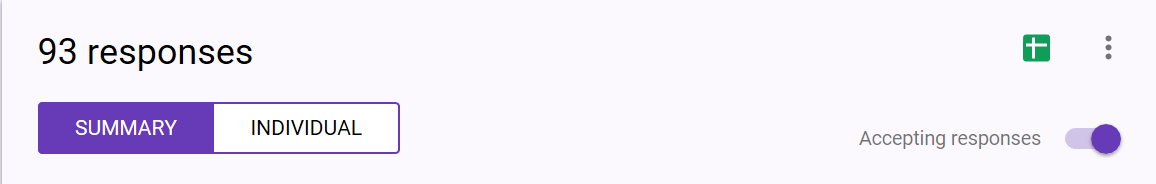 93 responses
SUMMARY INDIVIDUAL
Accepting responses